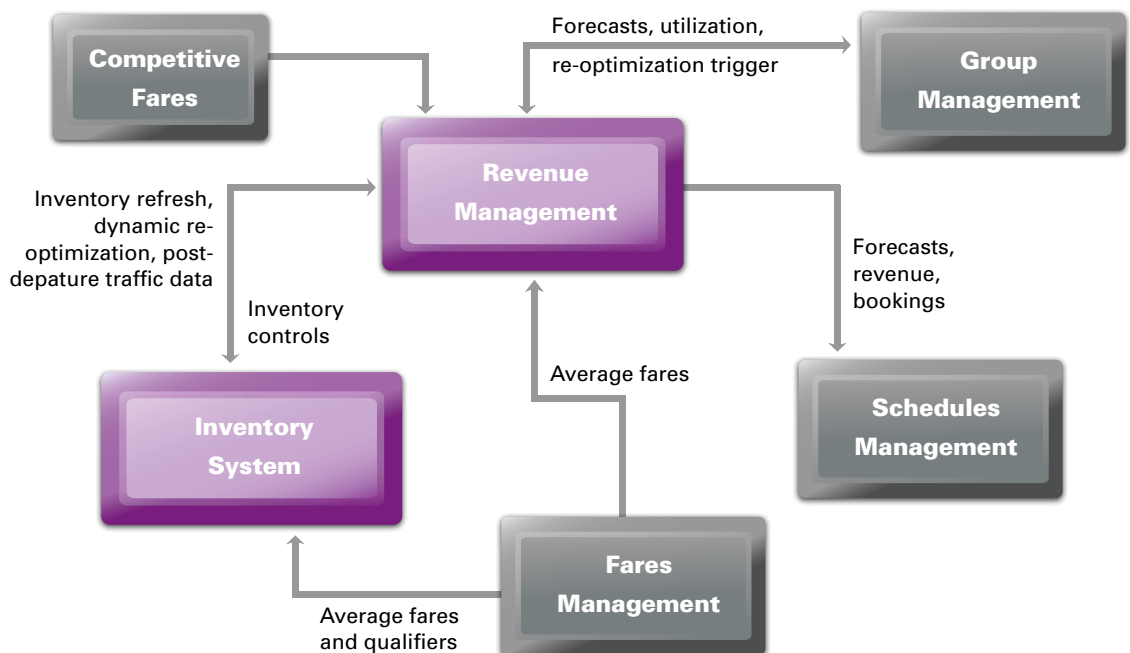 Competitive
Fares
Forecasts, utilization,
re-optimization trigger
Group
Management
Revenue
Management
Inventory refresh,
dynamic re-
optimization, post-
depature traffic data
Inventory
controls
Forecasts,
revenue,
bookings
Average fares
Inventory
System
Schedules
Management
Fares
Management
Average fares
and qualifiers